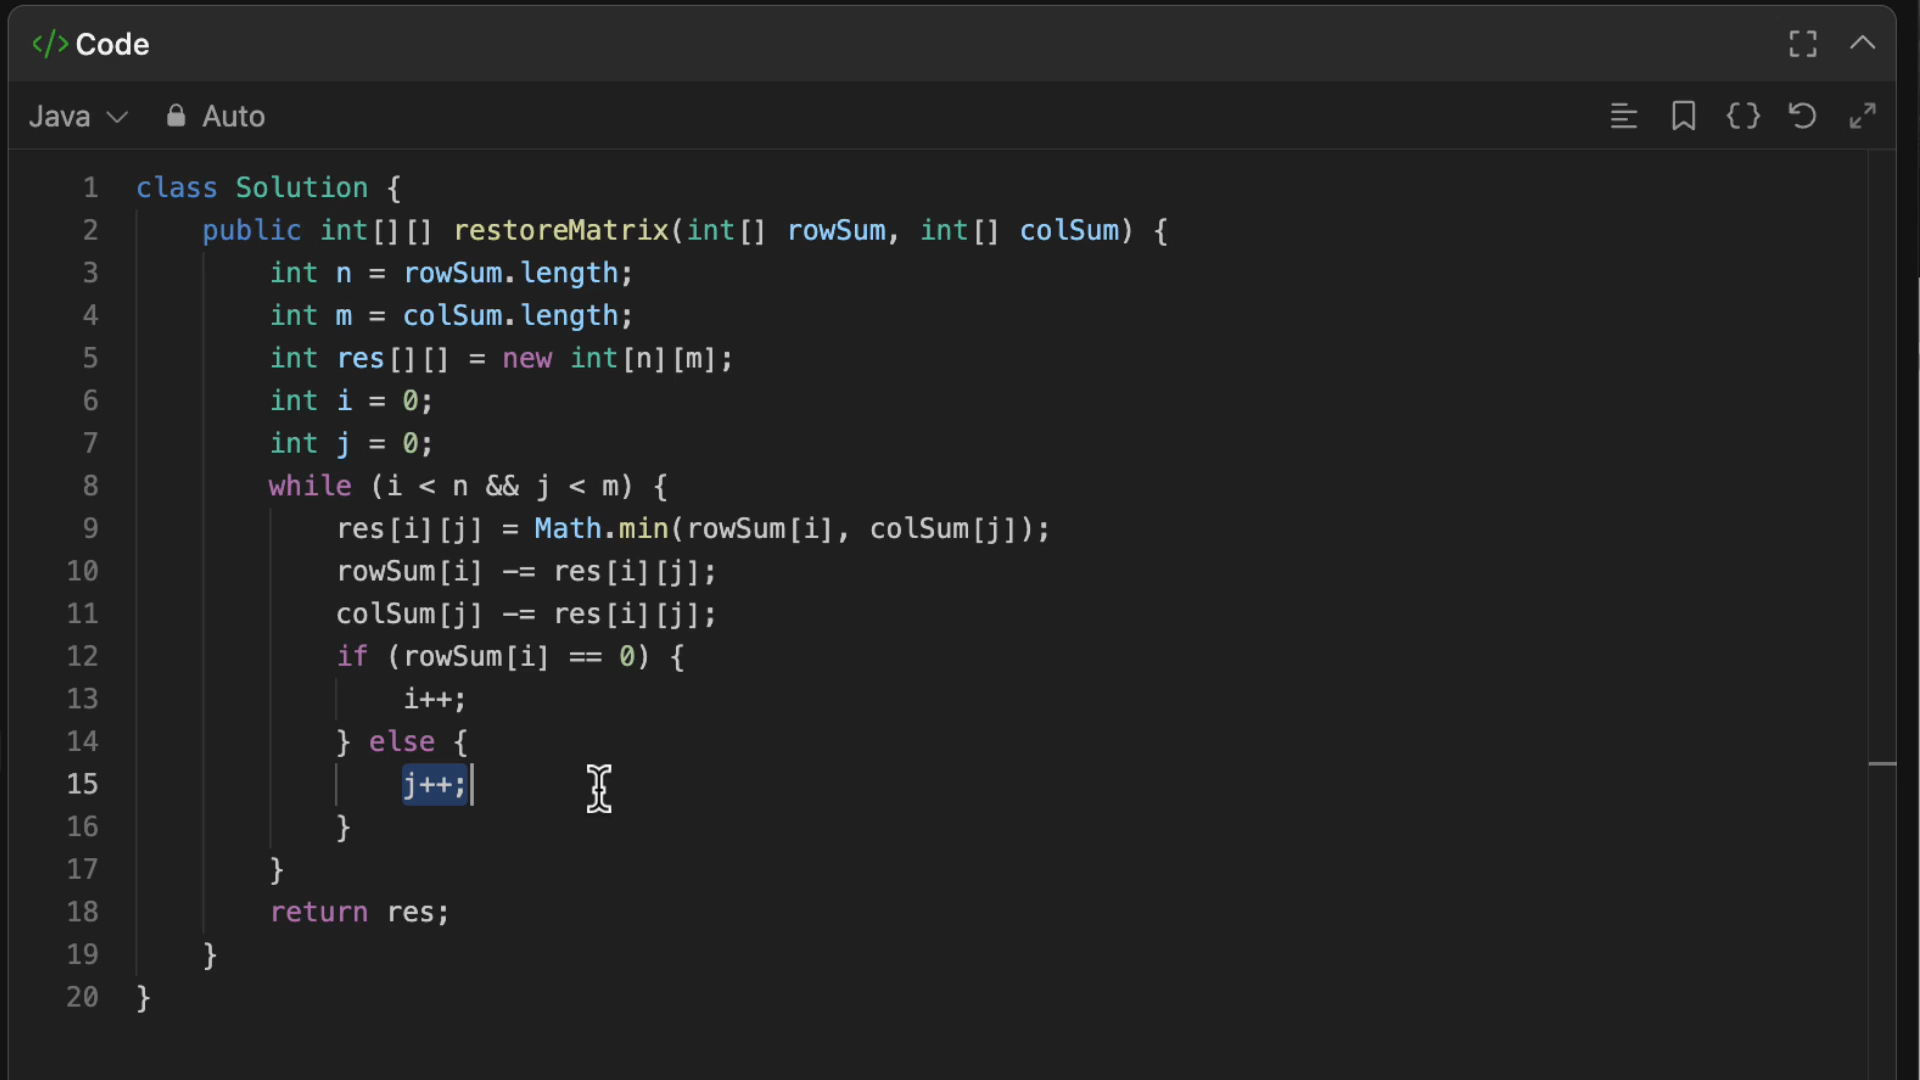 </> Code
Java Auto
1 class Solution {
2     public int[][] restoreMatrix(int[] rowSum, int[] colSum) {
3         int n = rowSum.length;
4         int m = colSum.length;
5         int res[][] = new int[n][m];
6         int i = 0;
7         int j = 0;
8         while (i < n && j < m) {
9             res[i][j] = Math.min(rowSum[i], colSum[j]);
10             rowSum[i] -= res[i][j];
11             colSum[j] -= res[i][j];
12             if (rowSum[i] == 0) {
13                 i++;
14             } else {
15                 j++;
16             }
17         }
18         return res;
19     }
20 }